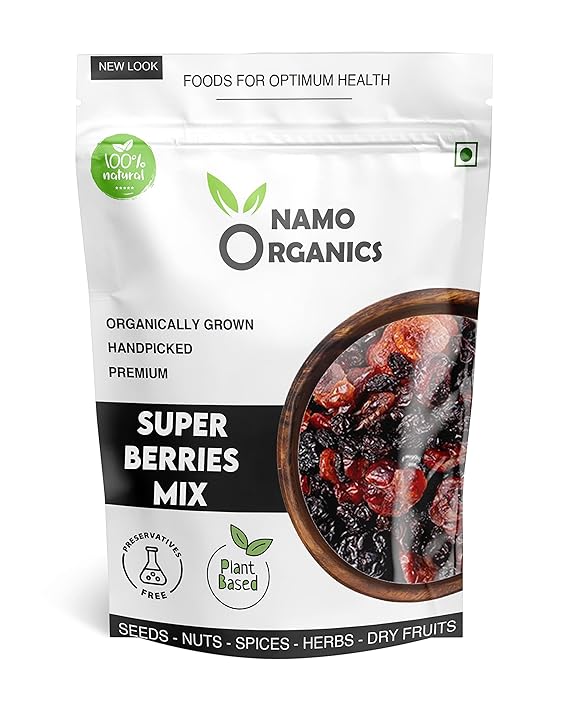 NEW LOOK
FOODS FOR OPTIMUM HEALTH
100%
natural
NAMO
ORGANICS
ORGANICALLY GROWN
HANDPICKED
PREMIUM
SUPER
BERRIES
MIX
PRESERVATIVES
FREE
Plant
Based
SEEDS - NUTS - SPICES - HERBS - DRY FRUITS